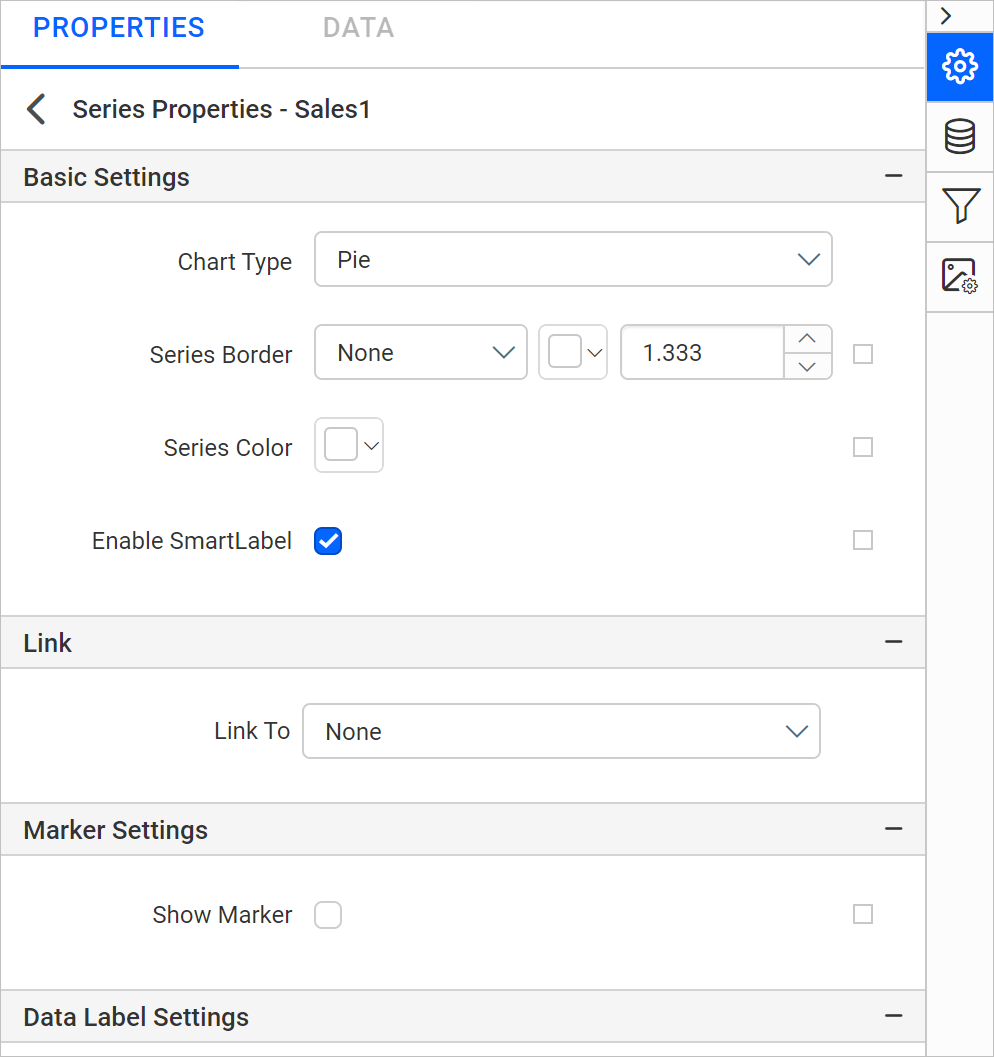 PROPERTIES DATA
Series Properties - Sales1
Basic Settings
Chart Type Pie
Series Border None 1.333
Series Color
Enable SmartLabel
Link
Link To None
Marker Settings
Show Marker
Data Label Settings